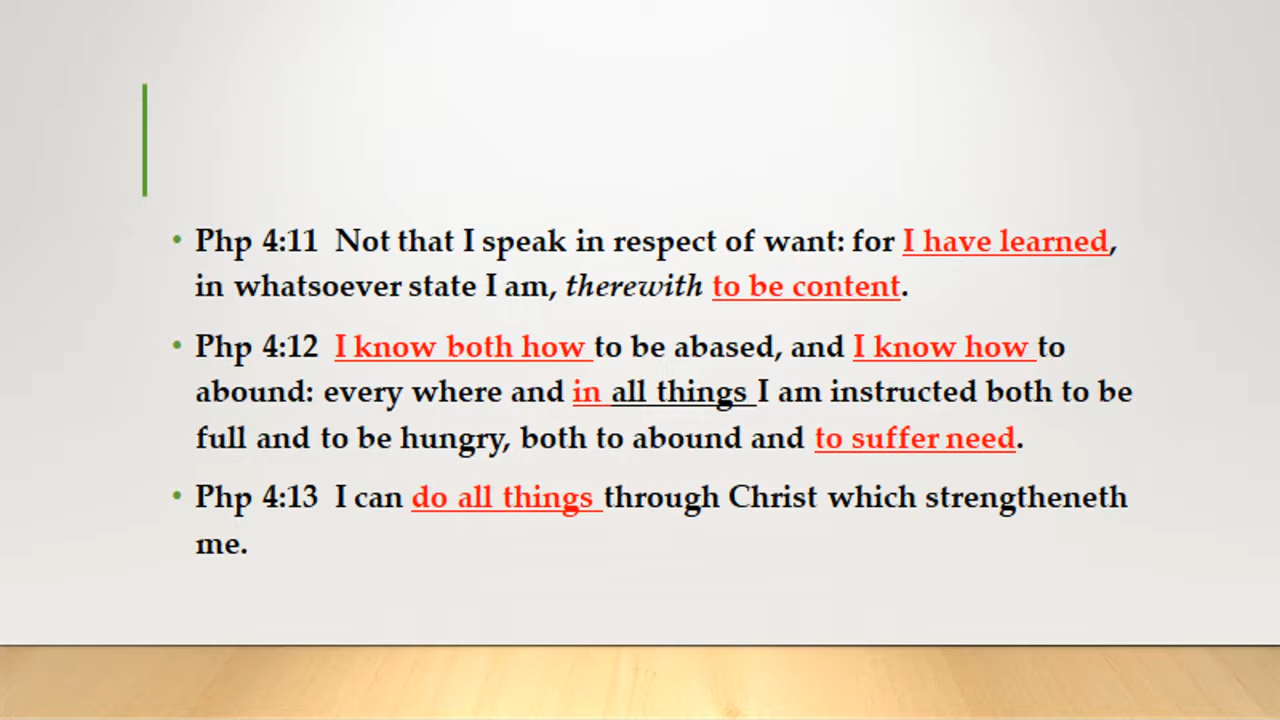 • Php 4:11 Not that I speak in respect of want: for I have learned,
in whatsoever state I am, therewith to be content.
• Php 4:12 I know both how to be abased, and I know how to
abound: every where and in all things I am instructed both to be
full and to be hungry, both to abound and to suffer need.
• Php 4:13 I can do all things through Christ which strengtheneth
me.